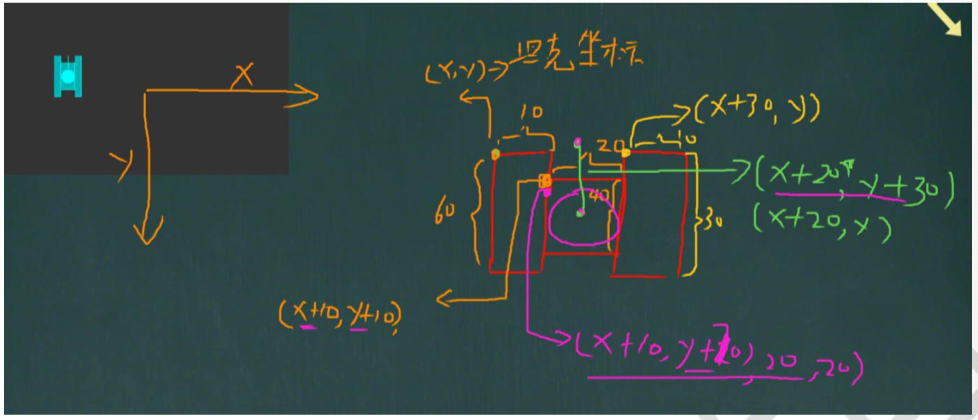 (x,y)→坦克坐标
X
10
(x+30, y)
20
10
y
(x+20, y+30)
60
40
30
(x+20, y)
(x+10, y+10)
(x+10, y+20), 20, 20)